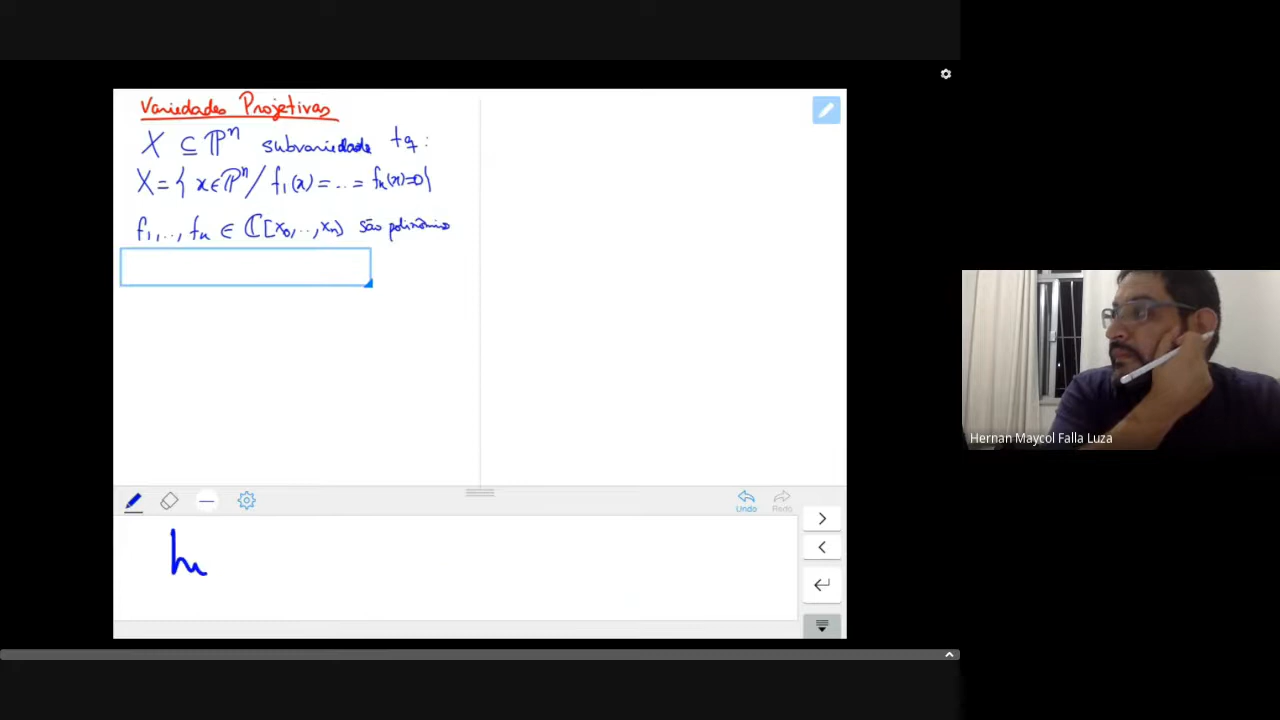 Variedades Projetivas
X ⊆ ℙⁿ subvariedade tq:
X = { x ∈ ℙⁿ / f₁(x) = ... = fₖ(x)=0}
f₁,..., fₖ ∈ ℂ[x₀,...,xₙ] são polinômios
Undo
Redo
Hernan Maycol Falla Luza